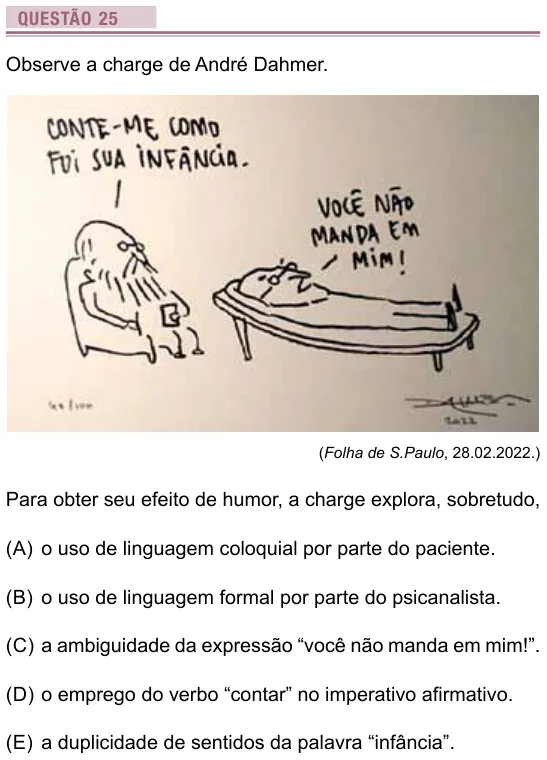 QUESTÃO 25
Observe a charge de André Dahmer.
CONTE-ME COMO
FOI SUA INFÂNCIA.
VOCÊ NÃO
MANDA EM
MIM!
2022
(Folha de S.Paulo, 28.02.2022.)
Para obter seu efeito de humor, a charge explora, sobretudo,
(A) o uso de linguagem coloquial por parte do paciente.
(B) o uso de linguagem formal por parte do psicanalista.
(C) a ambiguidade da expressão “você não manda em mim!”.
(D) o emprego do verbo “contar” no imperativo afirmativo.
(E) a duplicidade de sentidos da palavra “infância”.